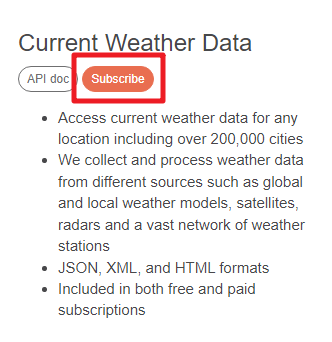 Current Weather Data
API doc Subscribe
• Access current weather data for any
location including over 200,000 cities
• We collect and process weather data
from different sources such as global
and local weather models, satellites,
radars and a vast network of weather
stations
• JSON, XML, and HTML formats
• Included in both free and paid
subscriptions